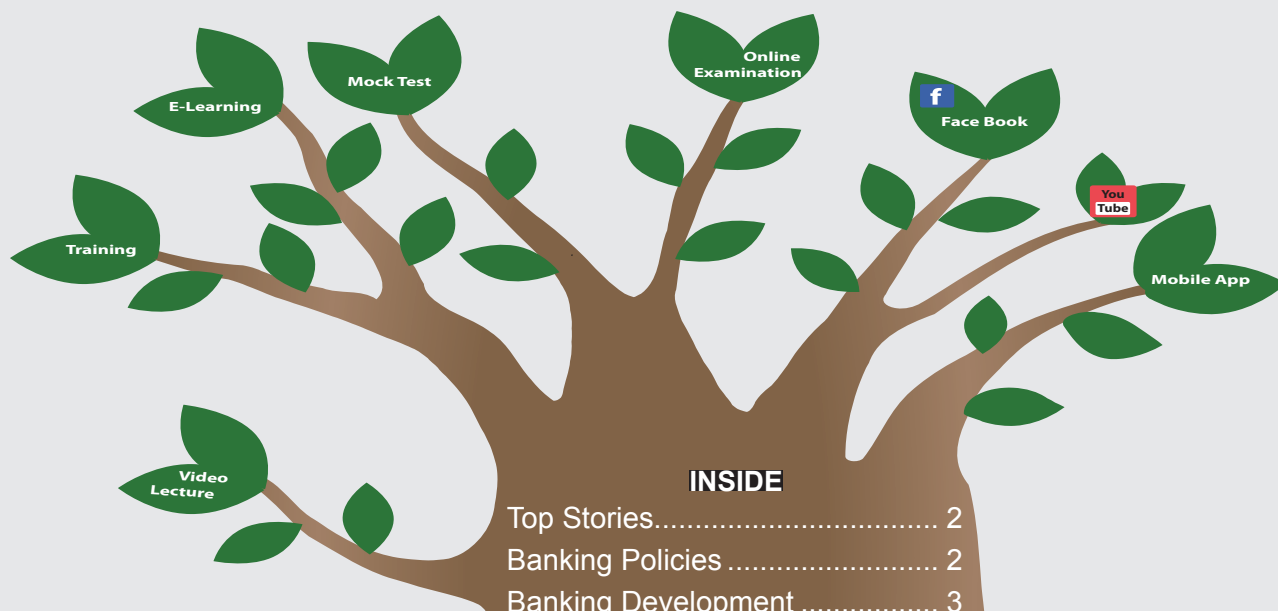 Online
Examination
Mock Test
E-Learning
f
Face Book
You
Tube
Training
Mobile App
Video
Lecture
INSIDE
Top Stories................................... 2
Banking Policies .......................... 2
Banking Development ................. 3